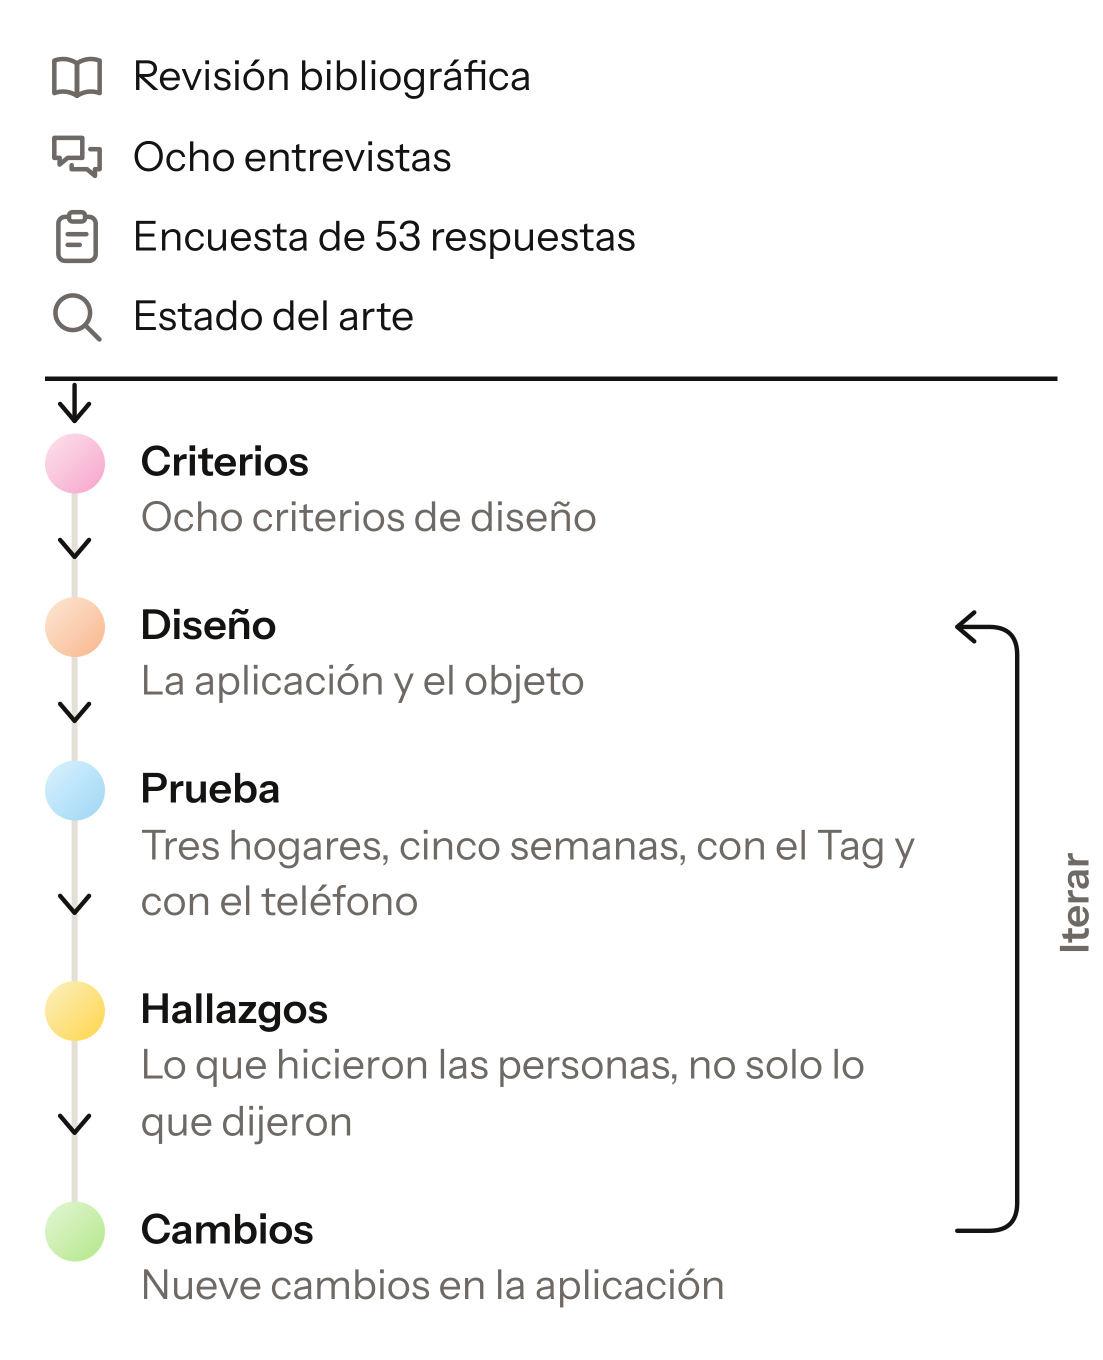 Revisión bibliográfica
Ocho entrevistas
Encuesta de 53 respuestas
Estado del arte
Criterios
Ocho criterios de diseño
Diseño
La aplicación y el objeto
Prueba
Tres hogares, cinco semanas, con el Tag y
con el teléfono
Hallazgos
Lo que hicieron las personas, no solo lo
que dijeron
Cambios
Nueve cambios en la aplicación
Iterar